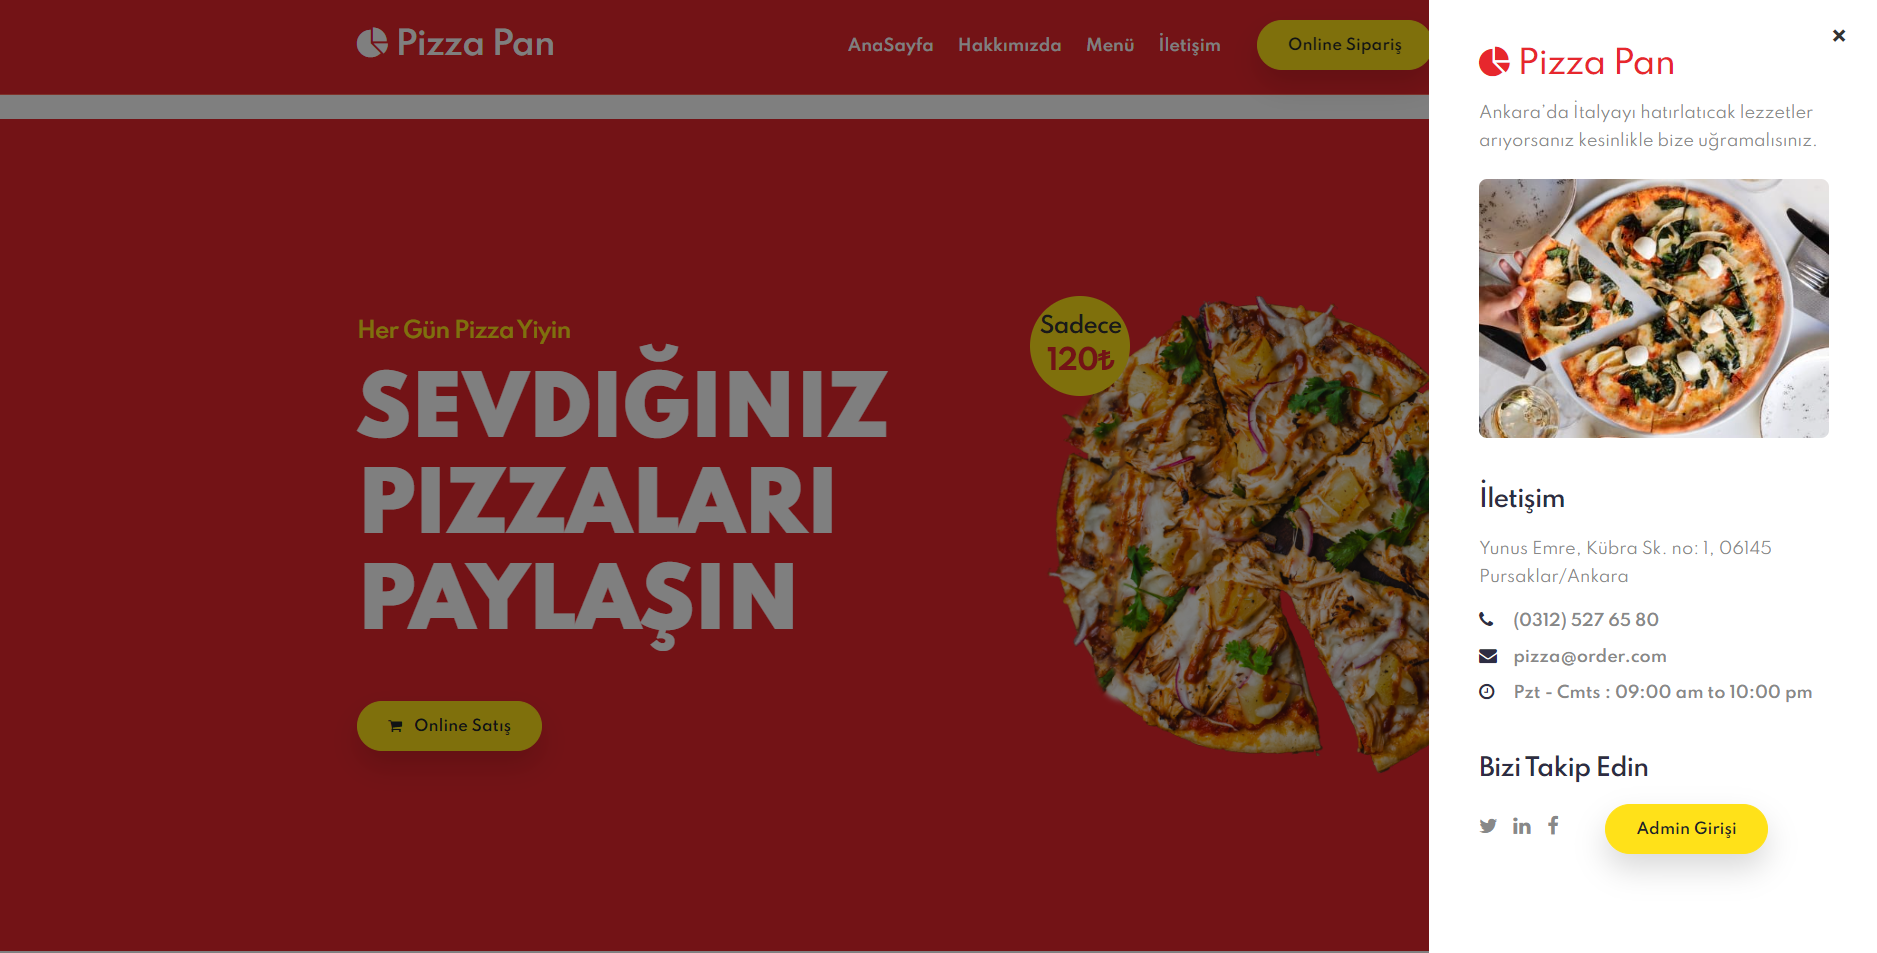 Pizza Pan
AnaSayfa
Hakkımızda
Menü
İletişim
Online Sipariş
Her Gün Pizza Yiyin
SEVDIĞINIZ
PIZZALARI
PAYLAŞIN
Online Satış
Sadece
120₺
Pizza Pan
Ankara'da İtalyayı hatırlatıcak lezzetler
arıyorsanız kesinlikle bize uğramalısınız.
İletişim
Yunus Emre, Kübra Sk. no: 1, 06145
Pursaklar/Ankara
(0312) 527 65 80
pizza@order.com
Pzt - Cmts : 09:00 am to 10:00 pm
Bizi Takip Edin
Admin Girişi